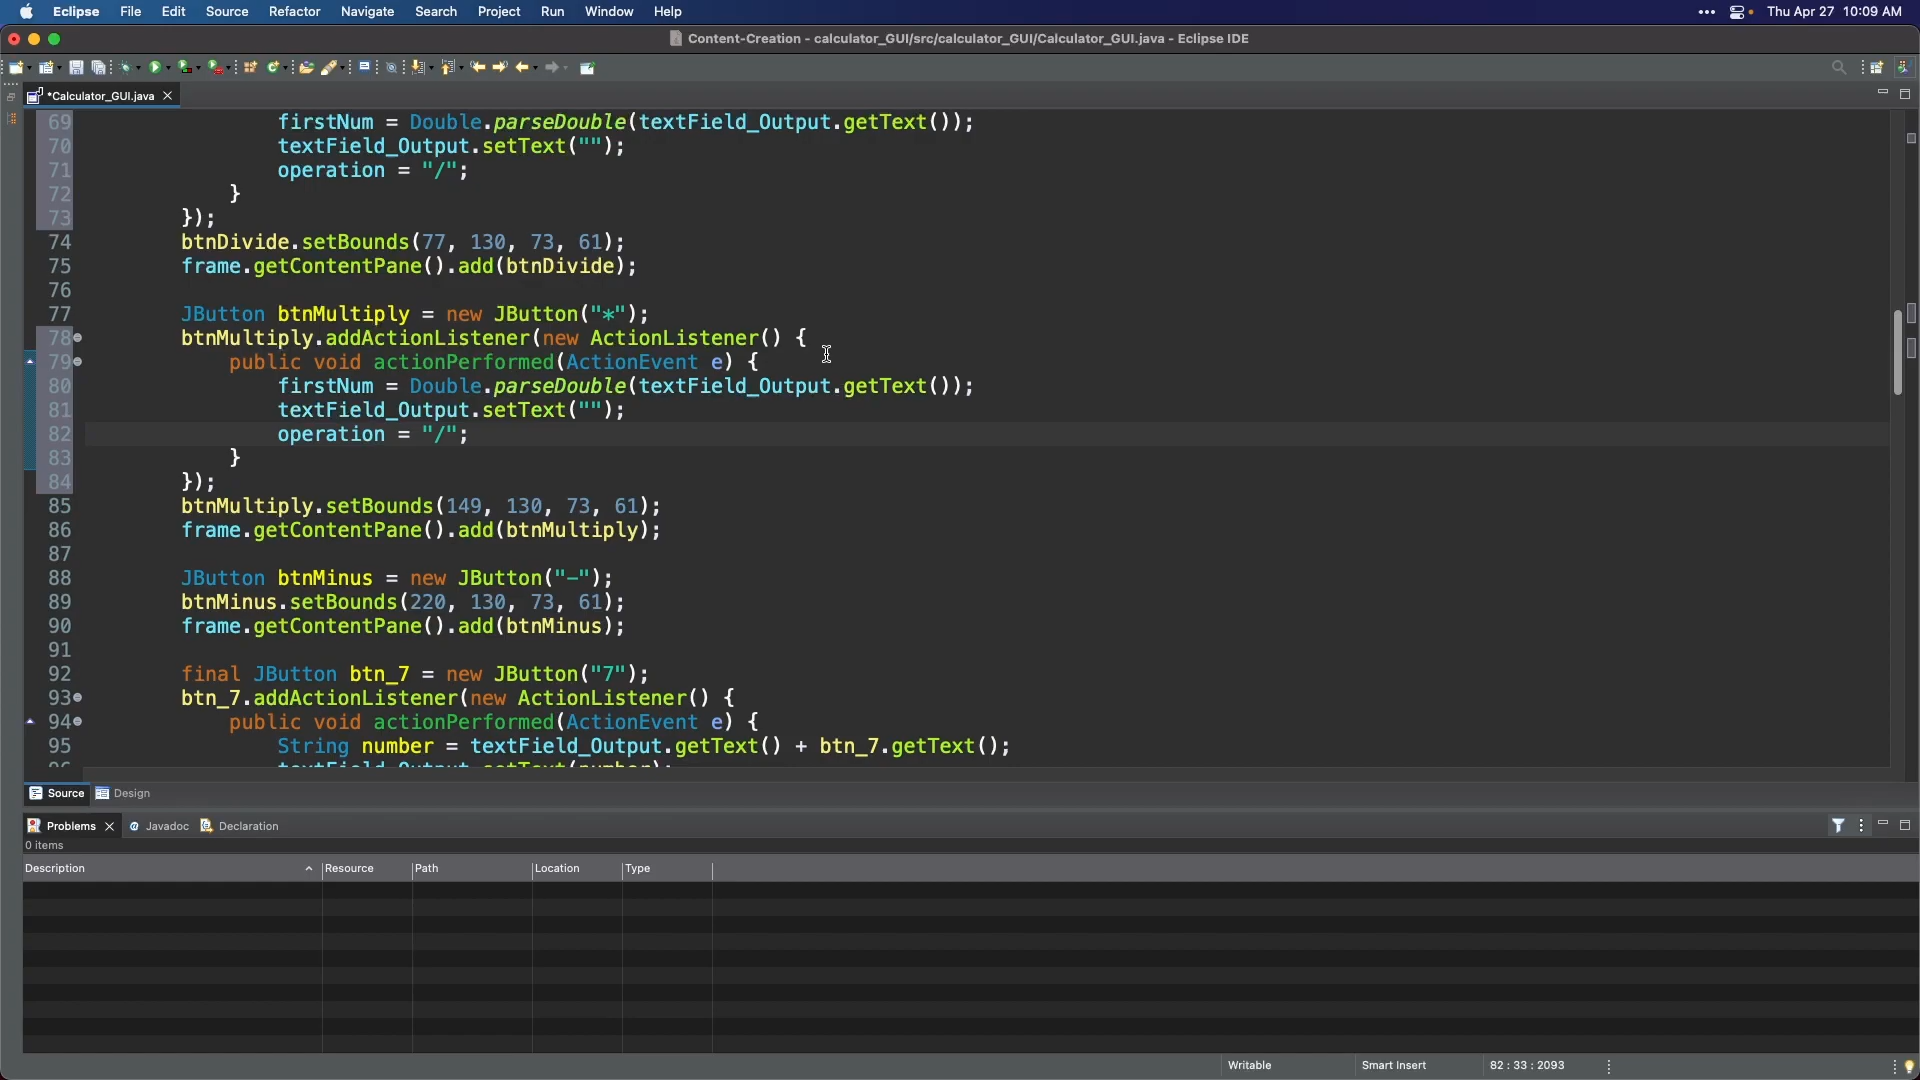 Eclipse File Edit Source Refactor Navigate Search Project Run Window Help Thu Apr 27 10:09 AM
Content-Creation - calculator_GUI/src/calculator_GUI/Calculator_GUI.java - Eclipse IDE
*Calculator_GUI.java
69 firstNum = Double.parseDouble(textField_Output.getText());
70 textField_Output.setText("");
71 operation = "/";
72 }
73 });
74 btnDivide.setBounds(77, 130, 73, 61);
75 frame.getContentPane().add(btnDivide);
76
77 JButton btnMultiply = new JButton("*");
78 btnMultiply.addActionListener(new ActionListener() {
79 public void actionPerformed(ActionEvent e) {
80 firstNum = Double.parseDouble(textField_Output.getText());
81 textField_Output.setText("");
82 operation = "/";
83 }
84 });
85 btnMultiply.setBounds(149, 130, 73, 61);
86 frame.getContentPane().add(btnMultiply);
87
88 JButton btnMinus = new JButton("-");
89 btnMinus.setBounds(220, 130, 73, 61);
90 frame.getContentPane().add(btnMinus);
91
92 final JButton btn_7 = new JButton("7");
93 btn_7.addActionListener(new ActionListener() {
94 public void actionPerformed(ActionEvent e) {
95 String number = textField_Output.getText() + btn_7.getText();
96 textField_Output.setText(number);
Source Design
Problems Javadoc Declaration
0 items
Description Resource Path Location Type
Writable Smart Insert 82 : 33 : 2093